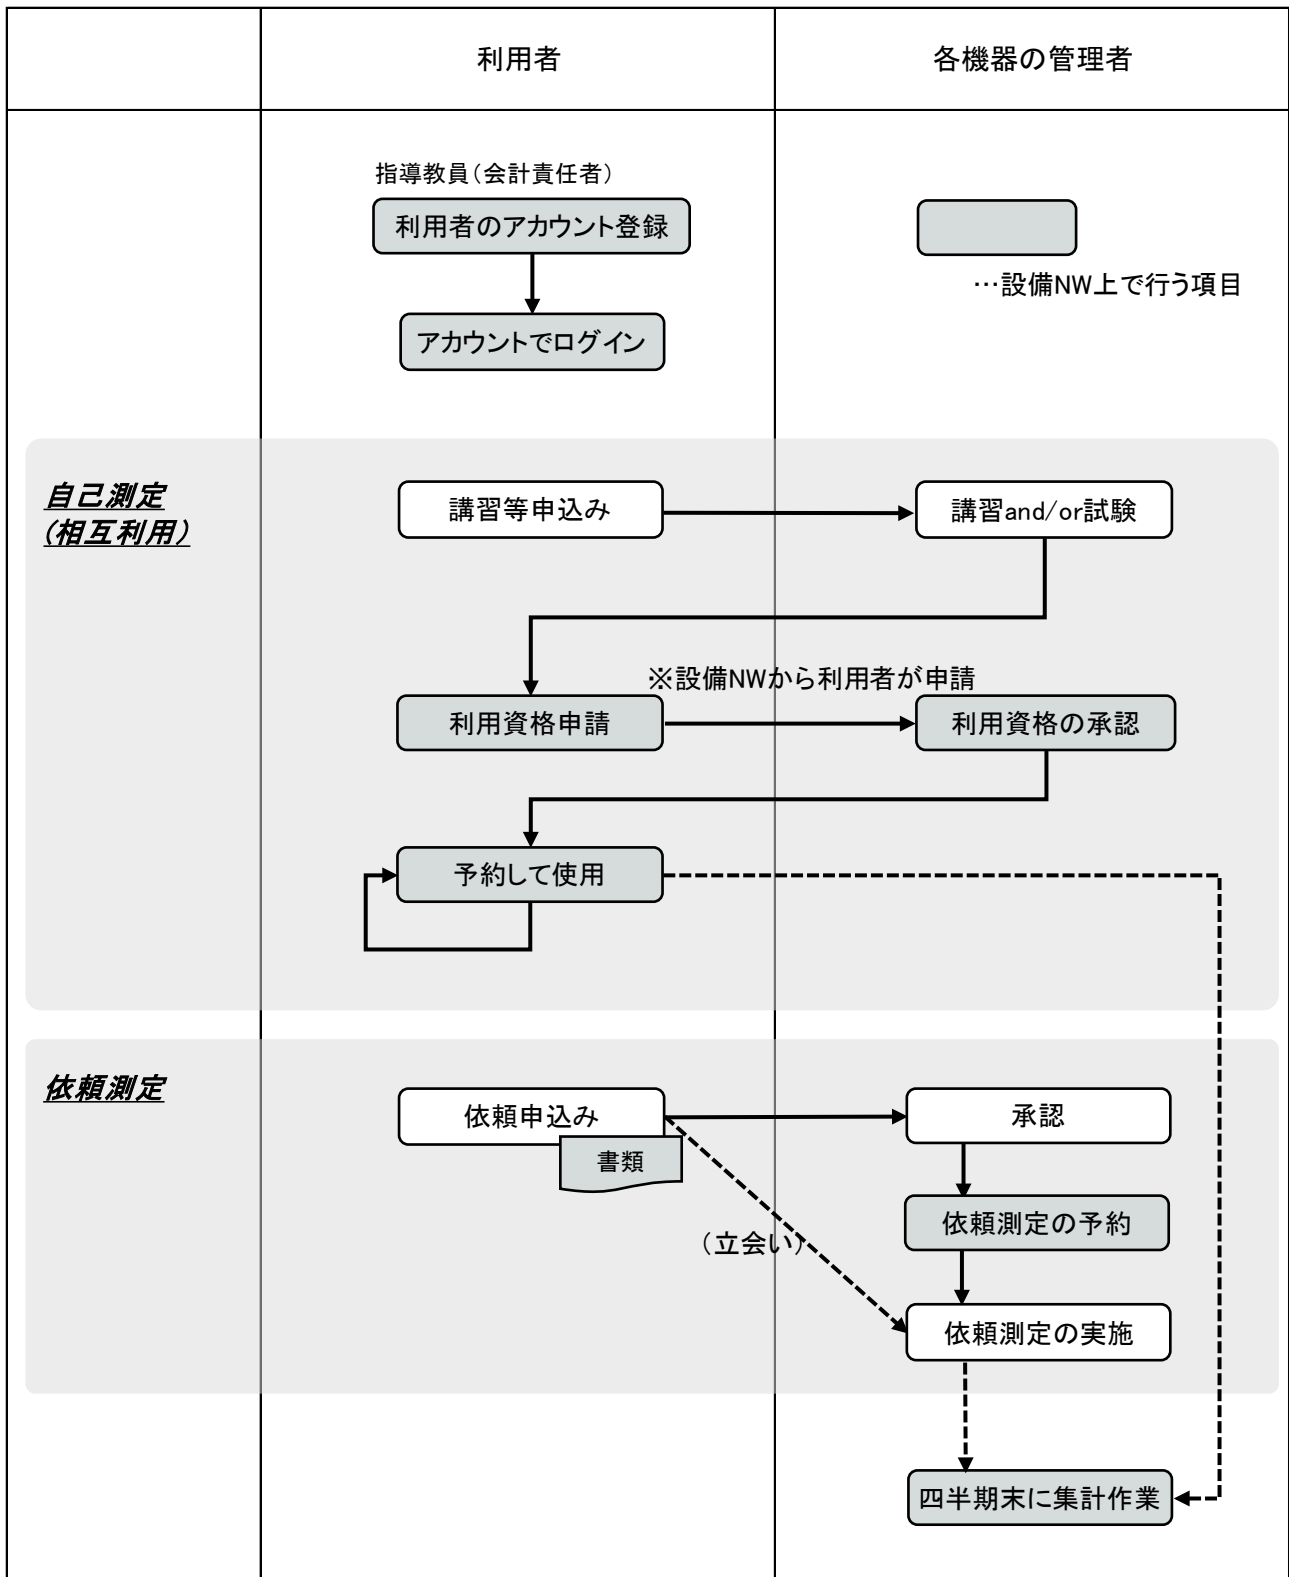 利用者
各機器の管理者
指導教員（会計責任者）
利用者のアカウント登録
…設備NW上で行う項目
アカウントでログイン
自己測定
（相互利用）
講習等申込み
講習and/or試験
※設備NWから利用者が申請
利用資格申請
利用資格の承認
予約して使用
依頼測定
依頼申込み
承認
書類
依頼測定の予約
（立会い）
依頼測定の実施
四半期末に集計作業